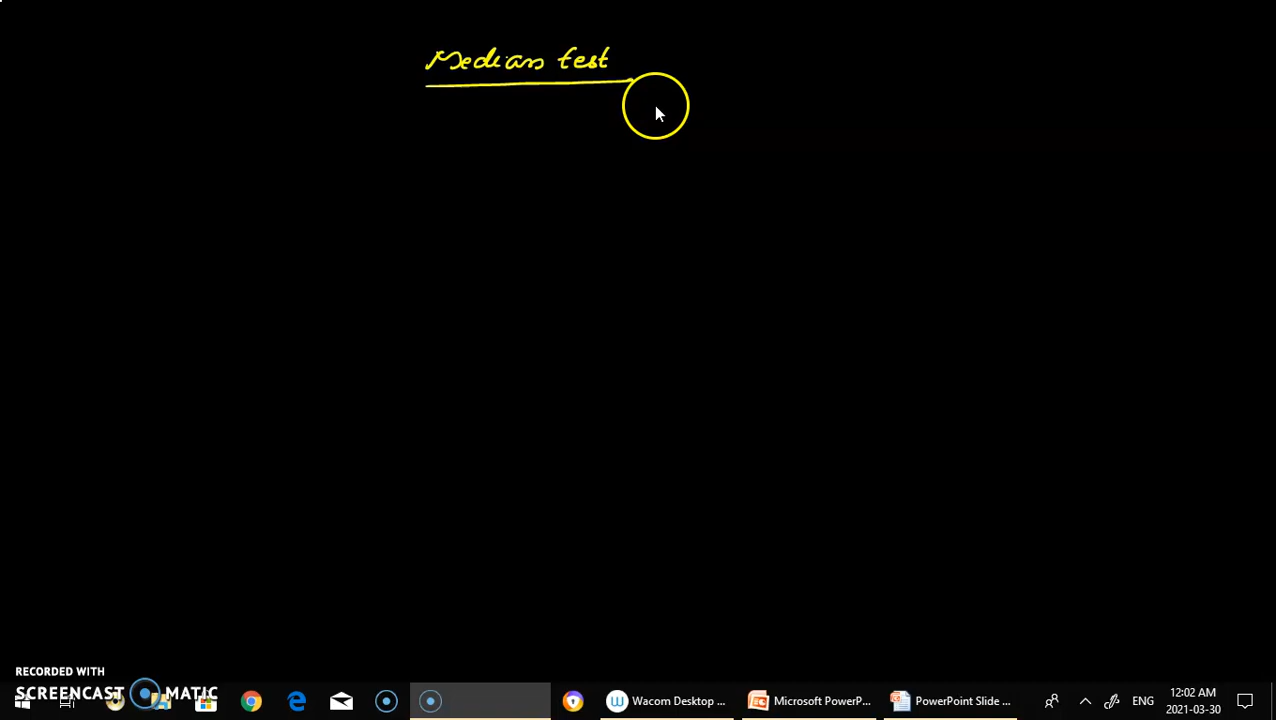 Median test
RECORDED WITH
SCREENCAST MATIC
Wacom Desktop ...
Microsoft PowerP...
PowerPoint Slide ...
ENG
12:02 AM
2021-03-30